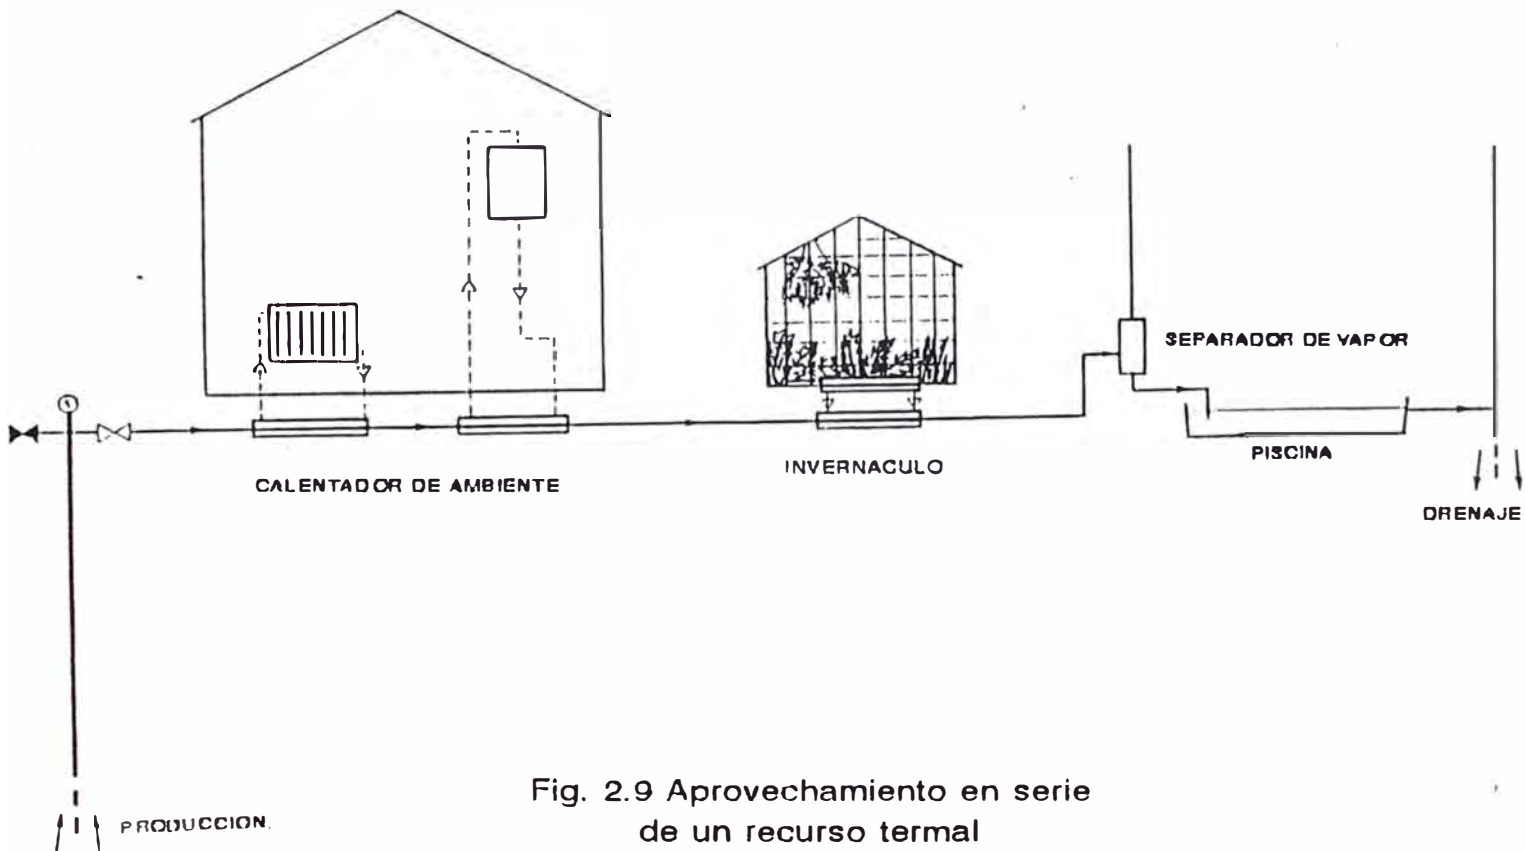 SEPARADOR DE VAPOR
PISCINA
INVERNACULO
CALENTADOR DE AMBIENTE
DRENAJE
PRODUCCION
Fig. 2.9 Aprovechamiento en serie
de un recurso termal